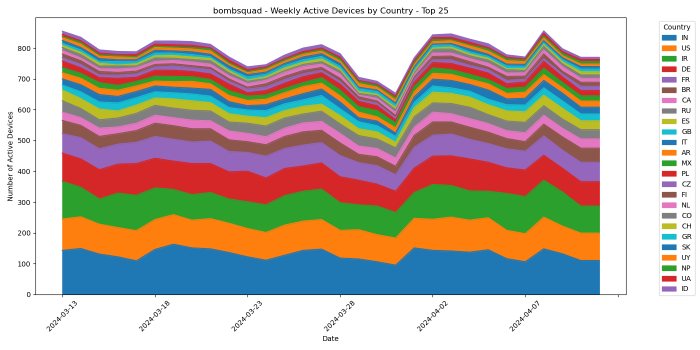 bombsquad - Weekly Active Devices by Country - Top 25
Number of Active Devices
800
700
600
500
400
300
200
100
0
2024-03-13
2024-03-18
2024-03-23
2024-03-28
2024-04-02
2024-04-07
Date
Country
IN
US
IR
DE
FR
BR
CA
RU
ES
GB
IT
AR
MX
PL
CZ
FI
NL
CO
CH
GR
SK
UY
NP
UA
ID